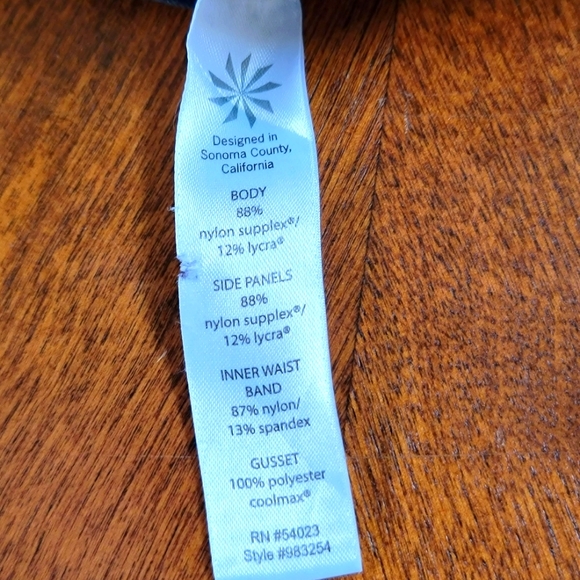 Designed in
Sonoma County,
California
BODY
88%
nylon supplex®/
12% lycra®
SIDE PANELS
88%
nylon supplex®/
12% lycra®
INNER WAIST
BAND
87% nylon/
13% spandex
GUSSET
100% polyester
coolmax®
RN #54023
Style #983254